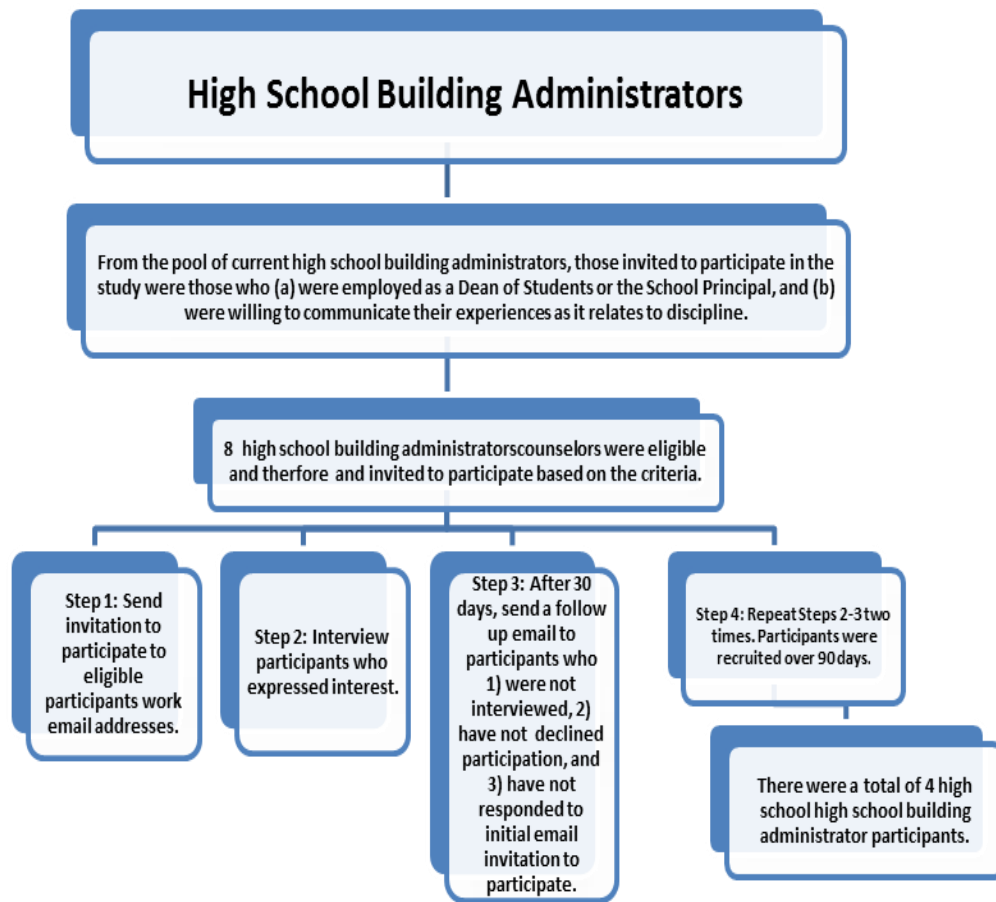 High School Building Administrators
From the pool of current high school building administrators, those invited to participate in the
study were those who (a) were employed as a Dean of Students or the School Principal, and (b)
were willing to communicate their experiences as it relates to discipline.
8 high school building administratorscounselors were eligible
and therfore and invited to participate based on the criteria.
Step 1: Send
invitation to
participate to
eligible
participants work
email addresses.
Step 2: Interview
participants who
expressed interest.
Step 3: After 30
days, send a follow
up email to
participants who
1) were not
interviewed, 2)
have not declined
participation, and
3) have not
responded to
initial email
invitation to
participate.
Step 4: Repeat Steps 2-3 two
times. Participants were
recruited over 90 days.
There were a total of 4 high
school high school building
administrator participants.